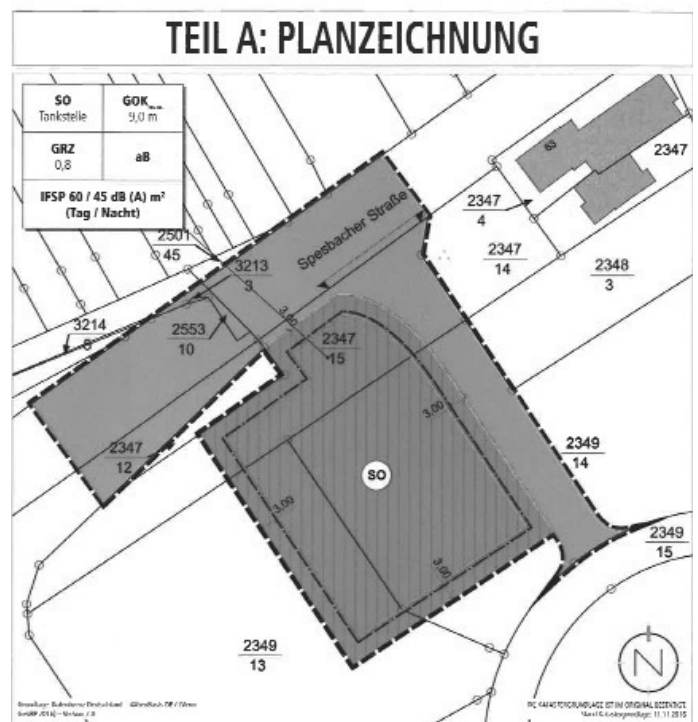 TEIL A: PLANZEICHNUNG
SO
Tankstelle
GOK
9,0 m
GRZ
0,8
aB
IFSP 60 / 45 dB (A) m²
(Tag / Nacht)
2501
45
3213
3
Spesbacher Straße
63
2347
2347
4
2347
14
2348
3
3214
2553
10
3,00
2347
15
3.00
2347
12
SO
2349
14
3.00
3.00
2349
15
2349
13
N